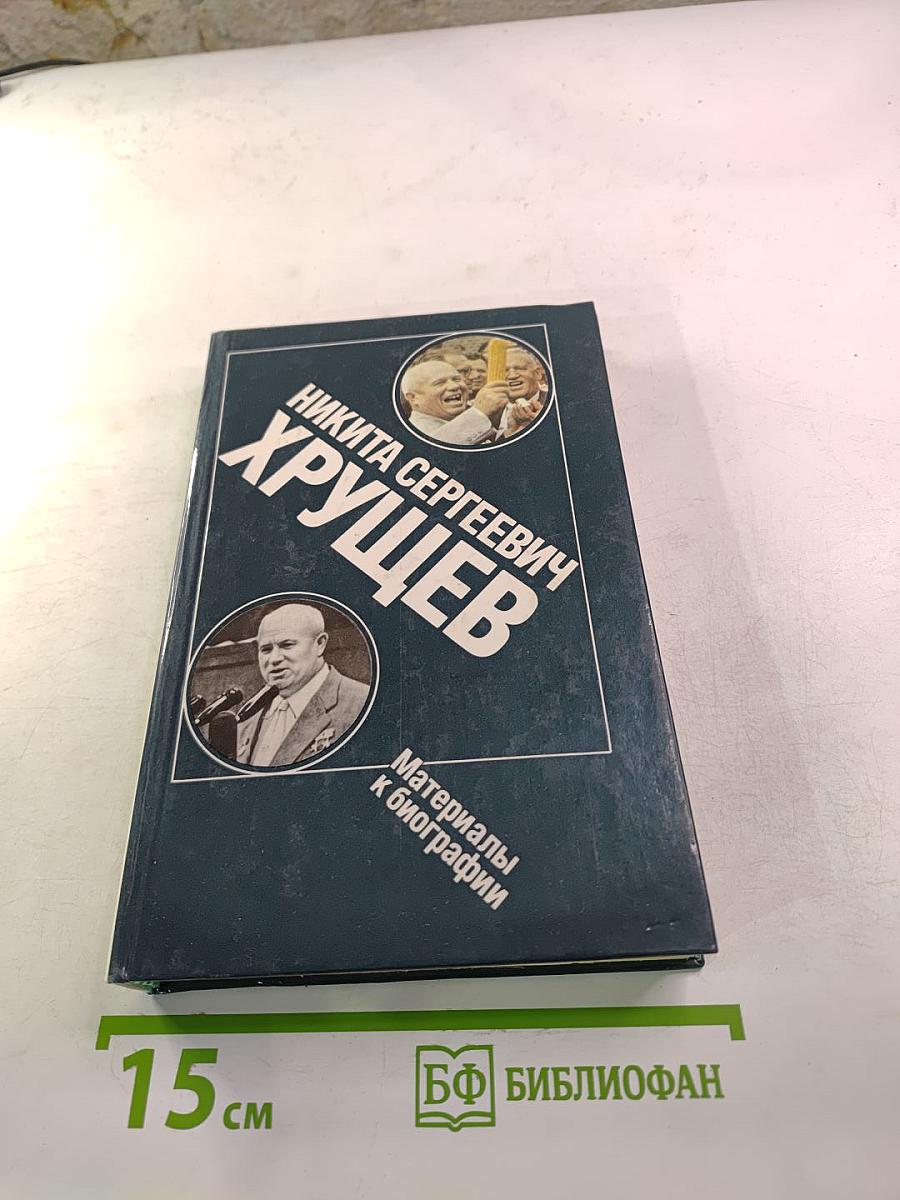 НИКИТА СЕРГЕЕВИЧ
ХРУЩЕВ
Материалы
к биографии
15 см
БФ БИБЛИОФАН